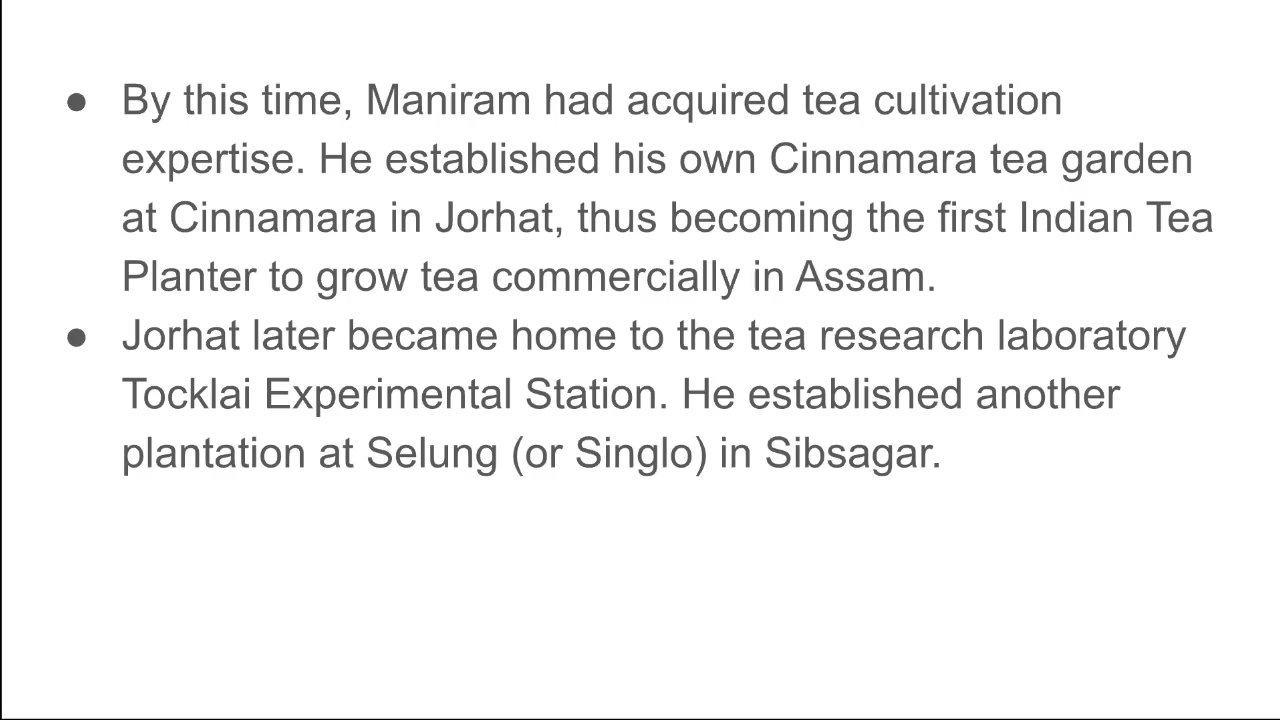 ● By this time, Maniram had acquired tea cultivation
expertise. He established his own Cinnamara tea garden
at Cinnamara in Jorhat, thus becoming the first Indian Tea
Planter to grow tea commercially in Assam.
● Jorhat later became home to the tea research laboratory
Tocklai Experimental Station. He established another
plantation at Selung (or Singlo) in Sibsagar.